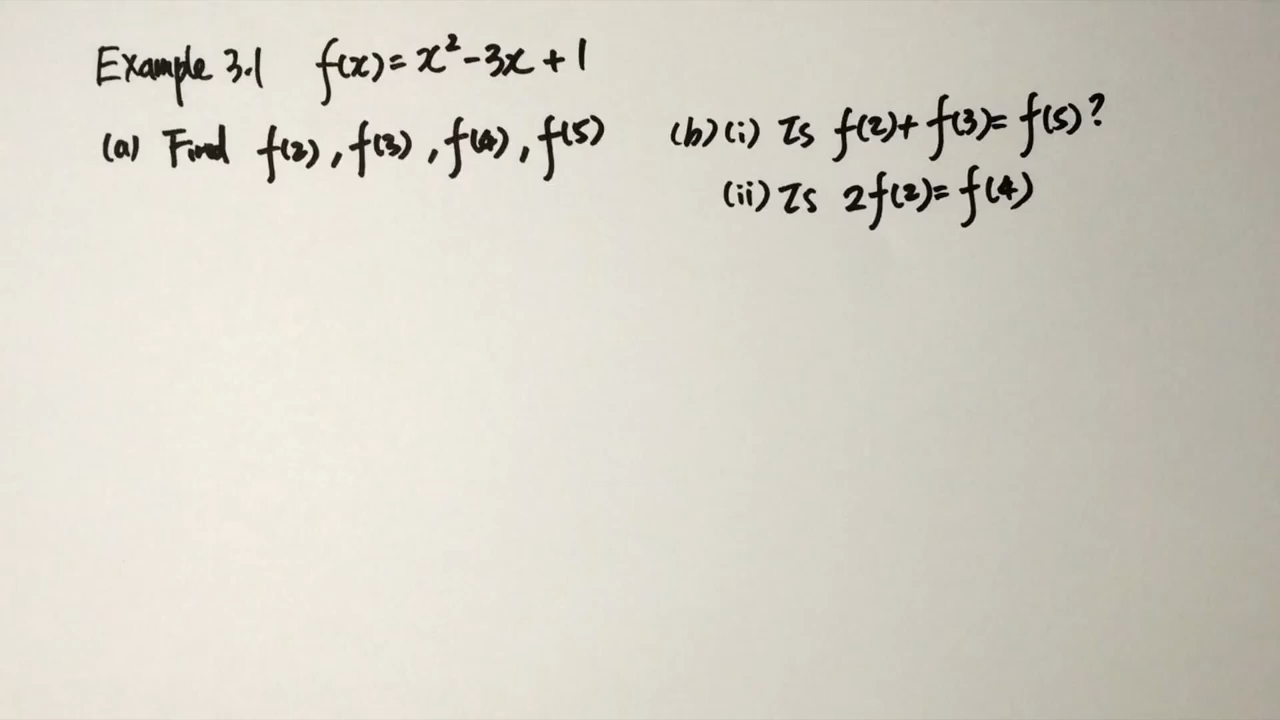 Example 3.1 f(x)= x²-3x+1
(a) Find f(2), f(3), f(4), f(5)
(b)(i) Is f(2)+f(3)=f(5)?
(ii) Is 2f(2)=f(4)